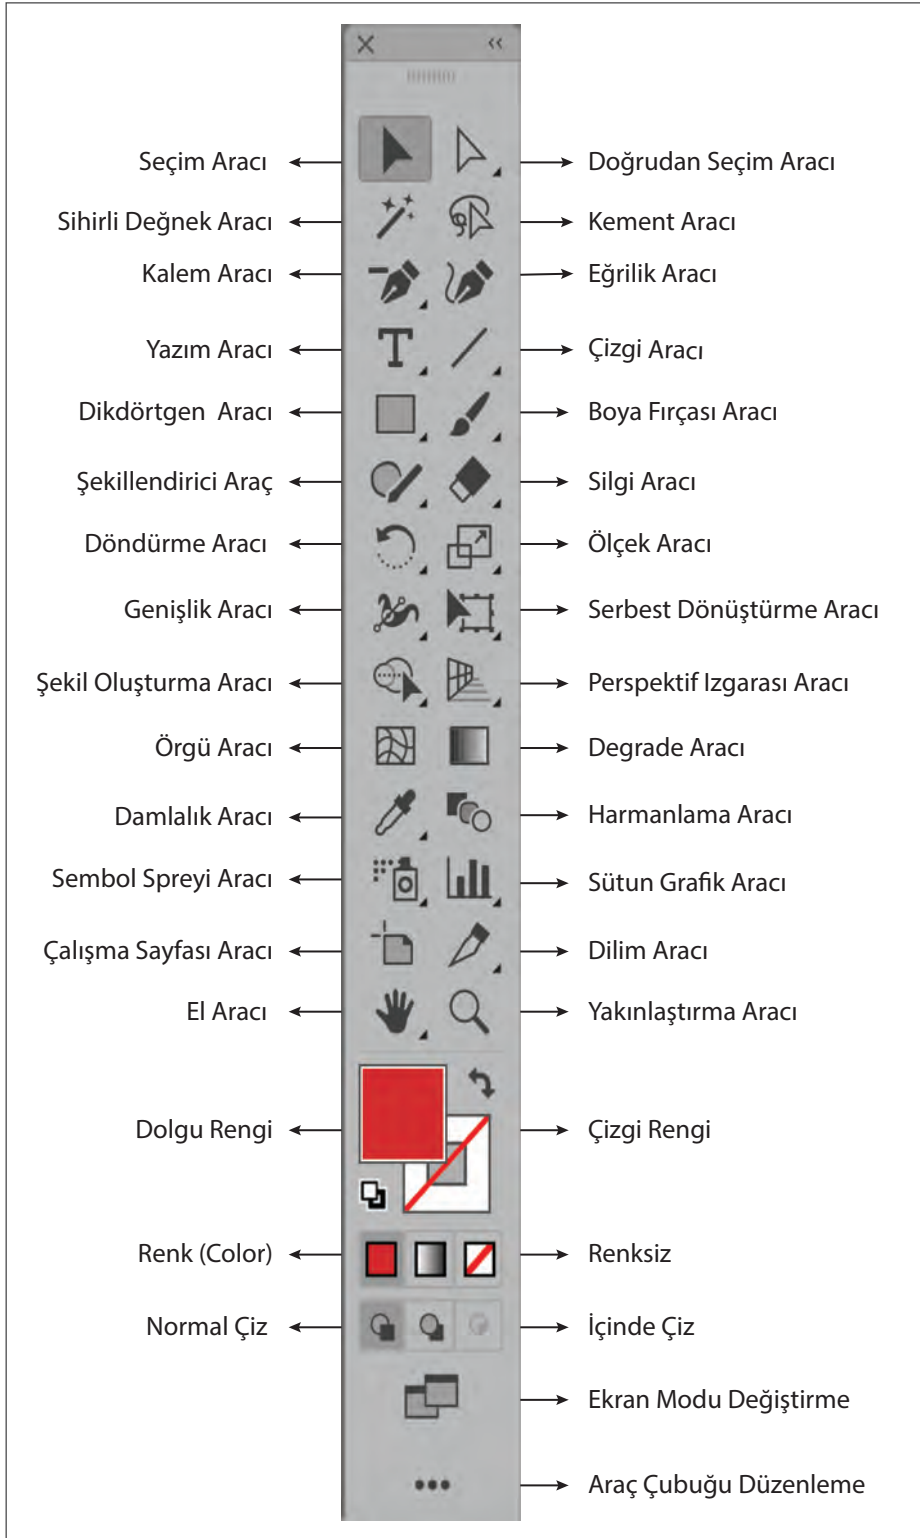 Seçim Aracı
Doğrudan Seçim Aracı
Sihirli Değnek Aracı
Kement Aracı
Kalem Aracı
Eğrilik Aracı
Yazım Aracı
Çizgi Aracı
Dikdörtgen Aracı
Boya Fırçası Aracı
Şekillendirici Araç
Silgi Aracı
Döndürme Aracı
Ölçek Aracı
Genişlik Aracı
Serbest Dönüştürme Aracı
Şekil Oluşturma Aracı
Perspektif Izgarası Aracı
Örgü Aracı
Degrade Aracı
Damlalık Aracı
Harmanlama Aracı
Sembol Spreyi Aracı
Sütun Grafik Aracı
Çalışma Sayfası Aracı
Dilim Aracı
El Aracı
Yakınlaştırma Aracı
Dolgu Rengi
Çizgi Rengi
Renk (Color)
Renksiz
Normal Çiz
İçinde Çiz
Ekran Modu Değiştirme
Araç Çubuğu Düzenleme